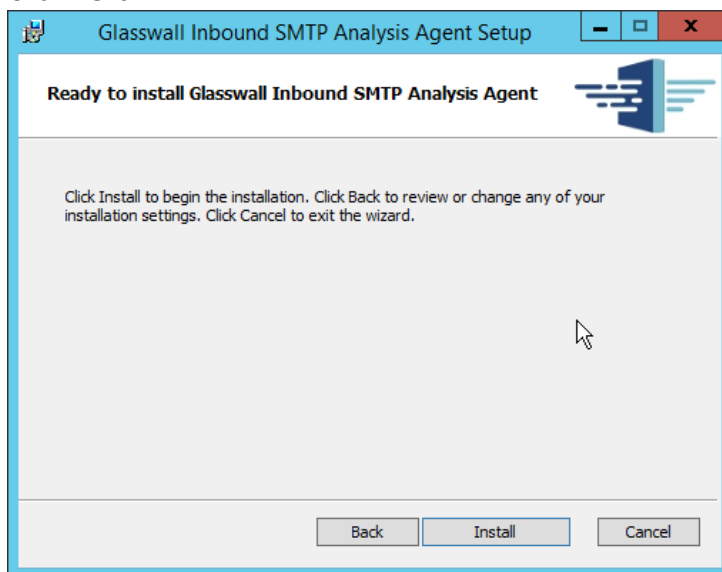 Glasswall Inbound SMTP Analysis Agent Setup
Ready to install Glasswall Inbound SMTP Analysis Agent
Click Install to begin the installation. Click Back to review or change any of your
installation settings. Click Cancel to exit the wizard.
Back Install Cancel